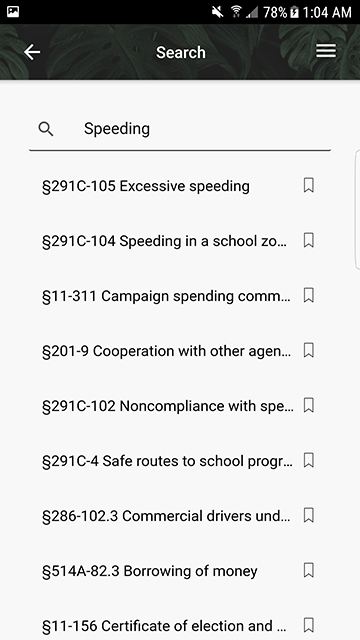 78% 1:04 AM
Search
Speeding
§291C-105 Excessive speeding
§291C-104 Speeding in a school zo...
§11-311 Campaign spending comm...
§201-9 Cooperation with other agen...
§291C-102 Noncompliance with spe...
§291C-4 Safe routes to school progr...
§286-102.3 Commercial drivers und...
§514A-82.3 Borrowing of money
§11-156 Certificate of election and ...